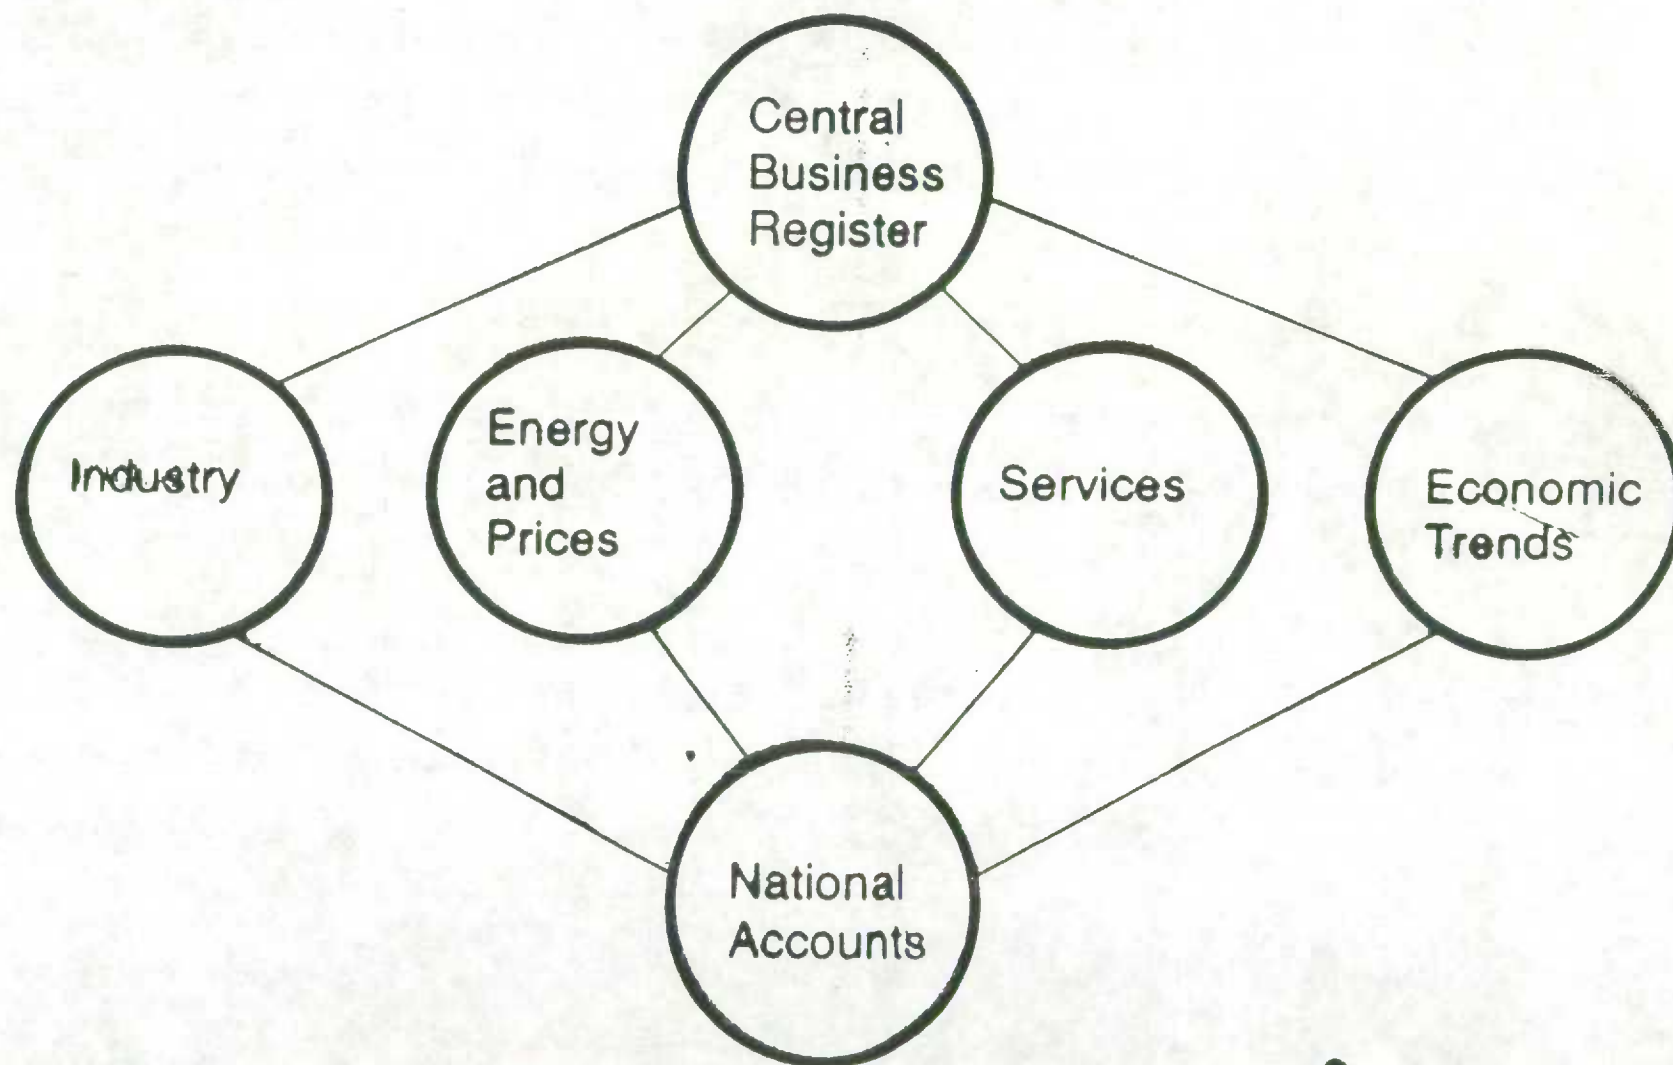 Central
Business
Register
Industry
Energy
and
Prices
Services
Economic
Trends
National
Accounts